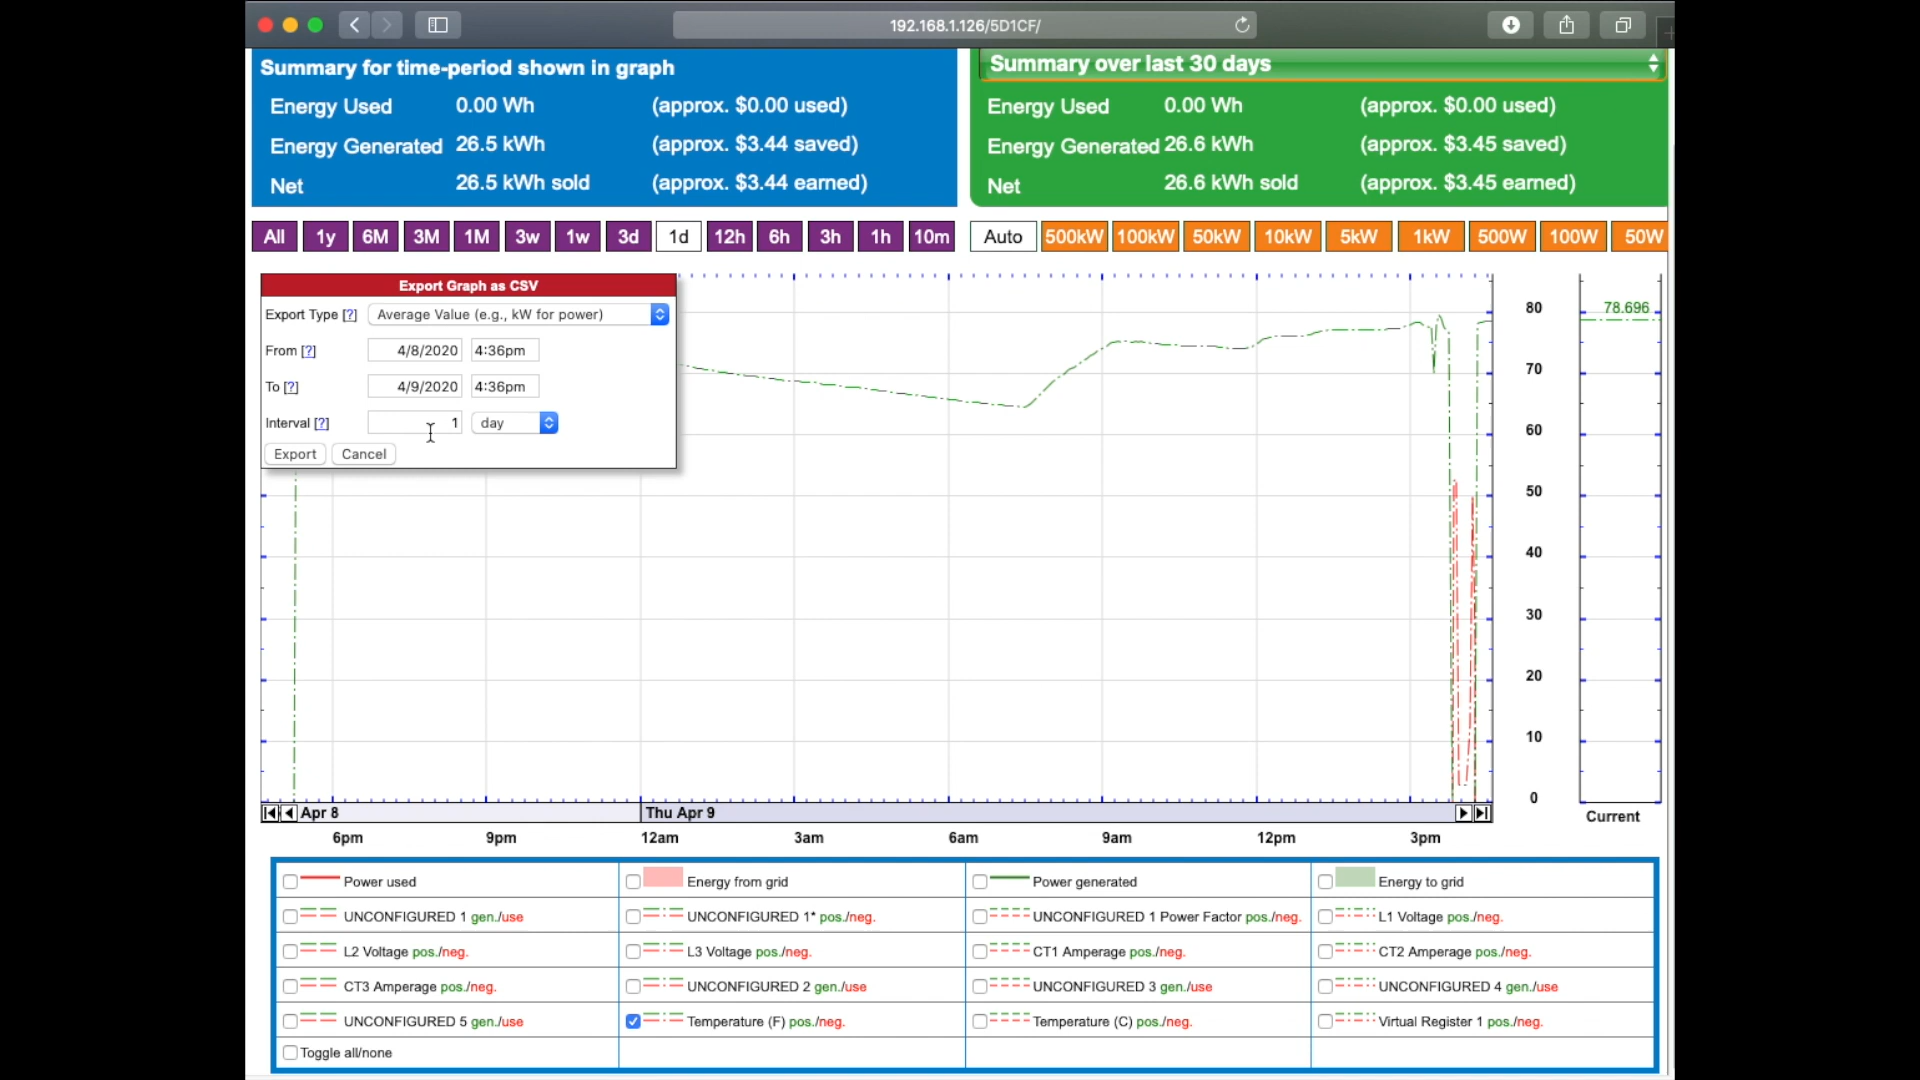 192.168.1.126/5D1CF/
Summary for time-period shown in graph
Energy Used 0.00 Wh (approx. $0.00 used)
Energy Generated 26.5 kWh (approx. $3.44 saved)
Net 26.5 kWh sold (approx. $3.44 earned)
Summary over last 30 days
Energy Used 0.00 Wh (approx. $0.00 used)
Energy Generated 26.6 kWh (approx. $3.45 saved)
Net 26.6 kWh sold (approx. $3.45 earned)
All 1y 6M 3M 1M 3w 1w 3d 1d 12h 6h 3h 1h 10m
Auto 500kW 100kW 50kW 10kW 5kW 1kW 500W 100W 50W
Export Graph as CSV
Export Type [?] Average Value (e.g., kW for power)
From [?] 4/8/2020 4:36pm
To [?] 4/9/2020 4:36pm
Interval [?] 1 day
Export Cancel
80
70
60
50
40
30
20
10
0
78.696
Current
Apr 8 Thu Apr 9
6pm 9pm 12am 3am 6am 9am 12pm 3pm
Power used Energy from grid Power generated Energy to grid
UNCONFIGURED 1 gen./use UNCONFIGURED 1* pos./neg. UNCONFIGURED 1 Power Factor pos./neg. L1 Voltage pos./neg.
L2 Voltage pos./neg. L3 Voltage pos./neg. CT1 Amperage pos./neg. CT2 Amperage pos./neg.
CT3 Amperage pos./neg. UNCONFIGURED 2 gen./use UNCONFIGURED 3 gen./use UNCONFIGURED 4 gen./use
UNCONFIGURED 5 gen./use Temperature (F) pos./neg. Temperature (C) pos./neg. Virtual Register 1 pos./neg.
Toggle all/none